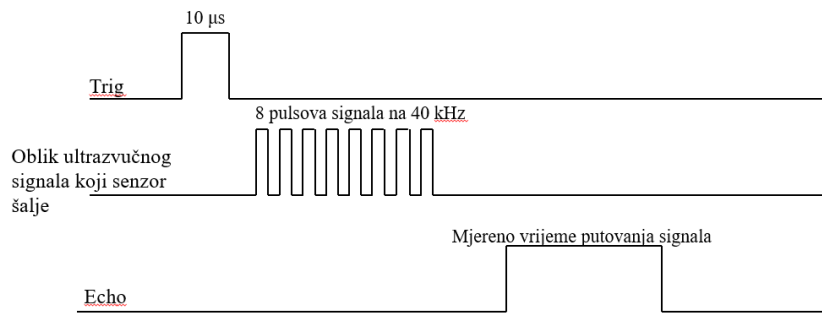 10 μs
Trig
8 pulsova signala na 40 kHz
Oblik ultrazvučnog
signala koji senzor
šalje
Mjereno vrijeme putovanja signala
Echo